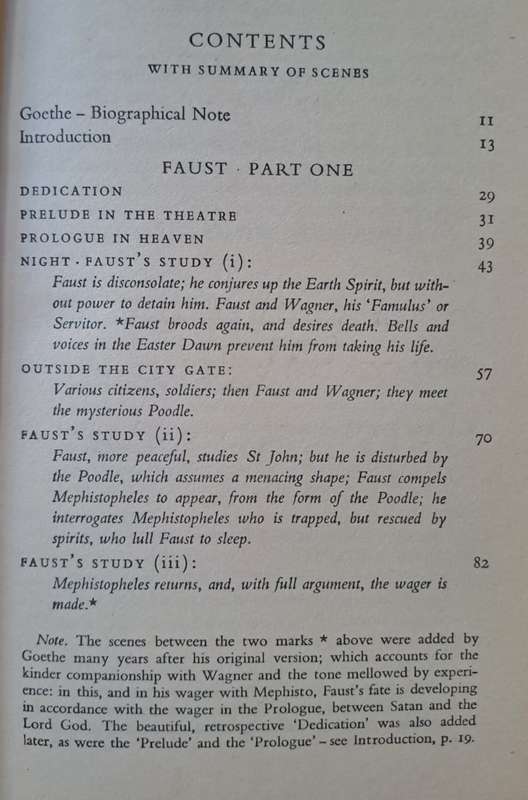 CONTENTS
WITH SUMMARY OF SCENES
Goethe – Biographical Note 11
Introduction 13
FAUST · PART ONE
DEDICATION 29
PRELUDE IN THE THEATRE 31
PROLOGUE IN HEAVEN 39
NIGHT · FAUST'S STUDY (i): 43
Faust is disconsolate; he conjures up the Earth Spirit, but with-
out power to detain him. Faust and Wagner, his 'Famulus' or
Servitor. *Faust broods again, and desires death. Bells and
voices in the Easter Dawn prevent him from taking his life.
OUTSIDE THE CITY GATE: 57
Various citizens, soldiers; then Faust and Wagner; they meet
the mysterious Poodle.
FAUST'S STUDY (ii): 70
Faust, more peaceful, studies St John; but he is disturbed by
the Poodle, which assumes a menacing shape; Faust compels
Mephistopheles to appear, from the form of the Poodle; he
interrogates Mephistopheles who is trapped, but rescued by
spirits, who lull Faust to sleep.
FAUST'S STUDY (iii): 82
Mephistopheles returns, and, with full argument, the wager is
made.*
Note. The scenes between the two marks * above were added by
Goethe many years after his original version; which accounts for the
kinder companionship with Wagner and the tone mellowed by experi-
ence: in this, and in his wager with Mephisto, Faust's fate is developing
in accordance with the wager in the Prologue, between Satan and the
Lord God. The beautiful, retrospective 'Dedication' was also added
later, as were the 'Prelude' and the 'Prologue' – see Introduction, p. 19.